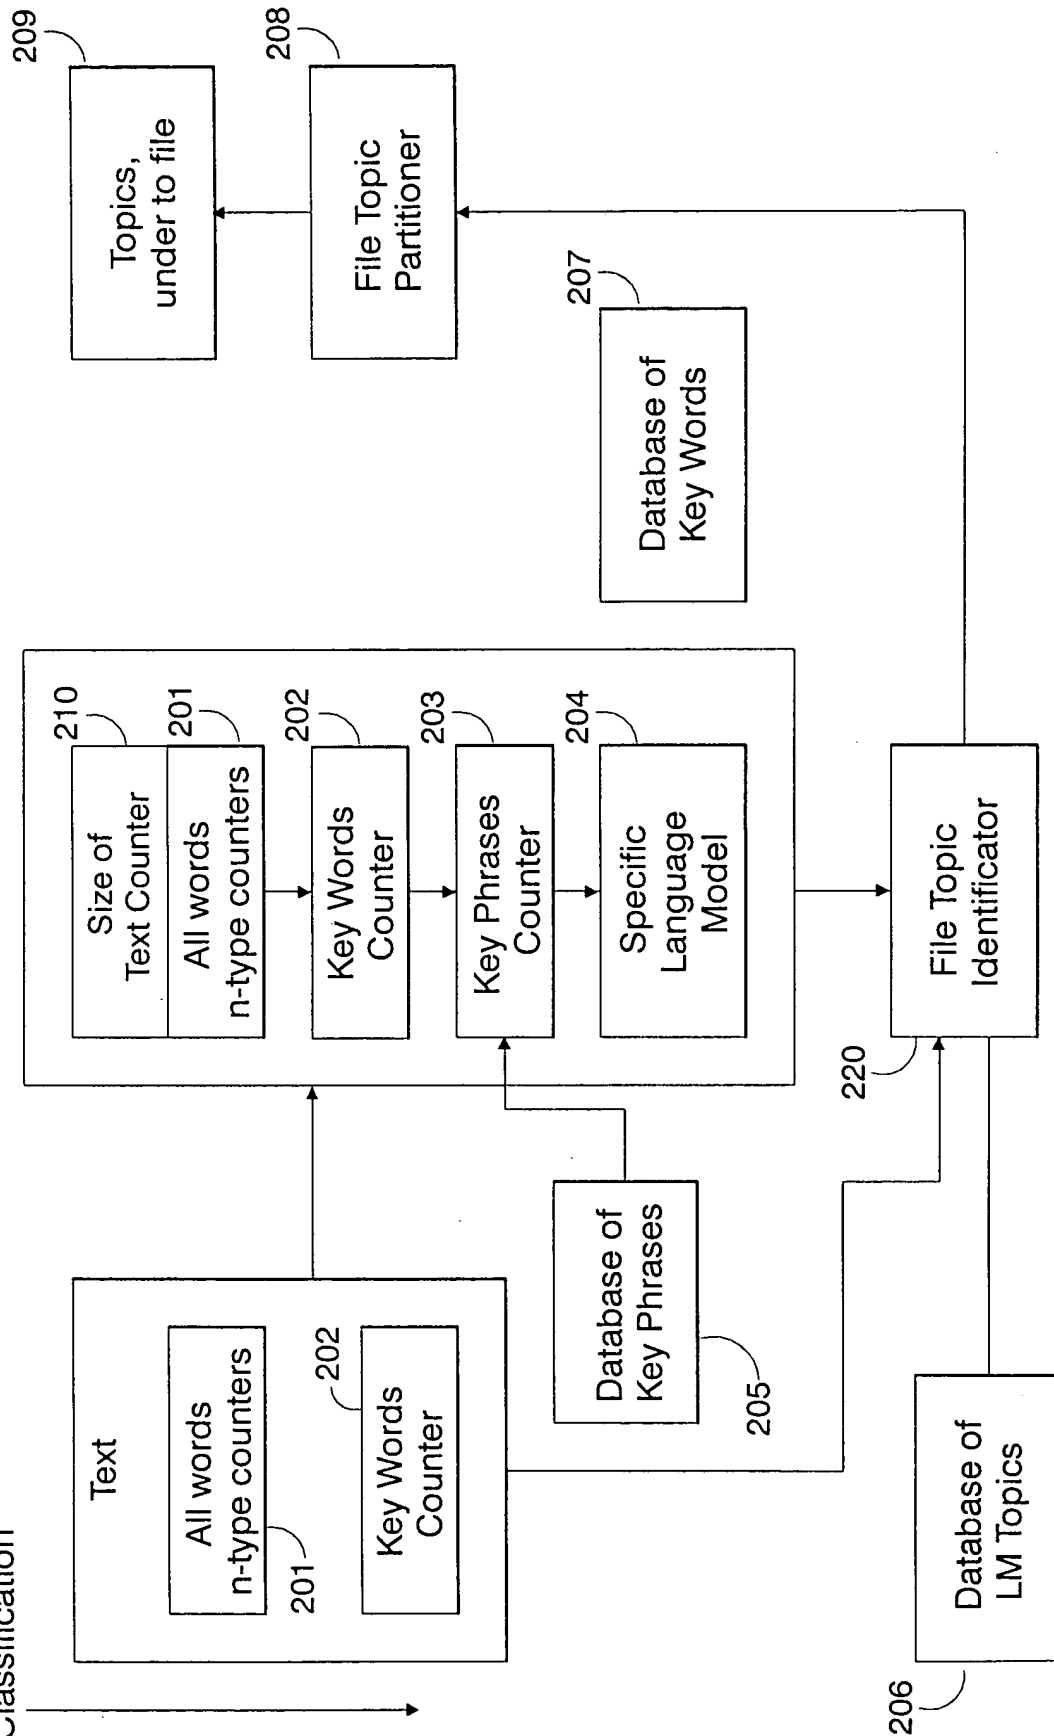 Classification
Text
All words
n-type counters
201
Key Words
Counter
202
Size of
Text Counter
210
All words
n-type counters
201
Key Words
Counter
202
Key Phrases
Counter
203
Specific
Language
Model
204
Database of
Key Phrases
205
Database of
LM Topics
206
File Topic
Identificator
220
Database of
Key Words
207
File Topic
Partitioner
208
Topics,
under to file
209